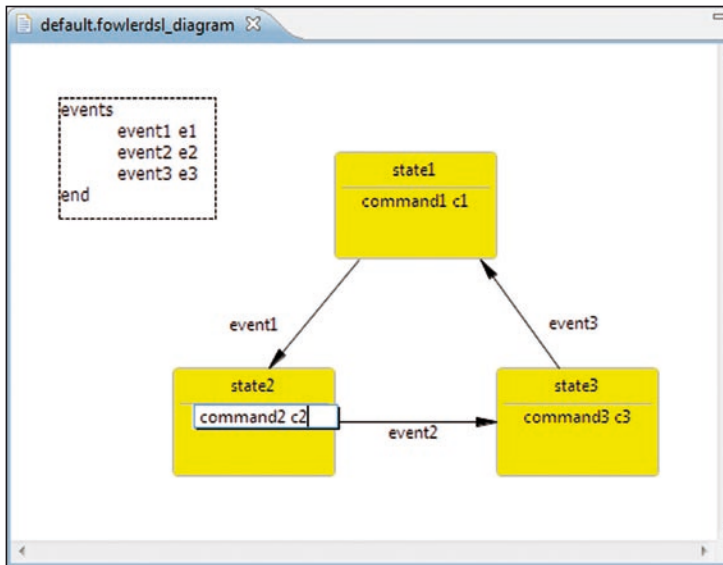 default.fowlerdsl_diagram
events
event1 e1
event2 e2
event3 e3
end
state1
command1 c1
event1
event3
state2
command2 c2
event2
state3
command3 c3